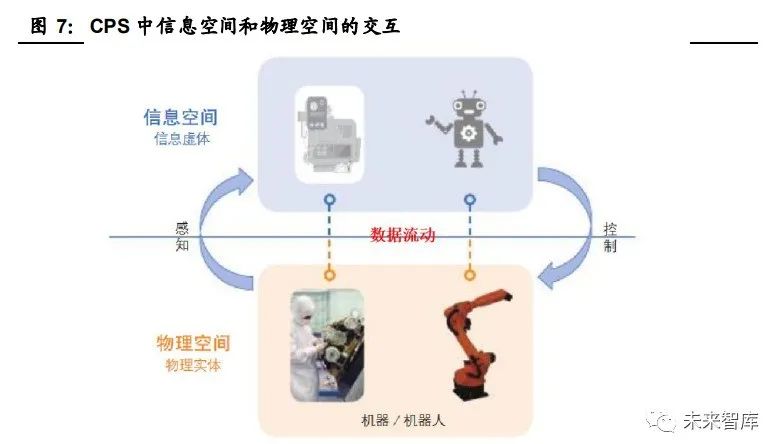 图 7： CPS 中信息空间和物理空间的交互
信息空间
信息虚体
感知
数据流动
控制
物理空间
物理实体
机器 / 机器人
未来智库